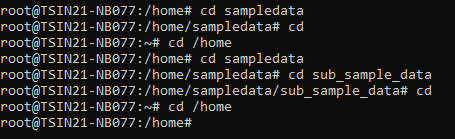 root@TSIN21-NB077:/home# cd sampledata
root@TSIN21-NB077:/home/sampledata# cd
root@TSIN21-NB077:~# cd /home
root@TSIN21-NB077:/home# cd sampledata
root@TSIN21-NB077:/home/sampledata# cd sub_sample_data
root@TSIN21-NB077:/home/sampledata/sub_sample_data# cd
root@TSIN21-NB077:~# cd /home
root@TSIN21-NB077:/home#